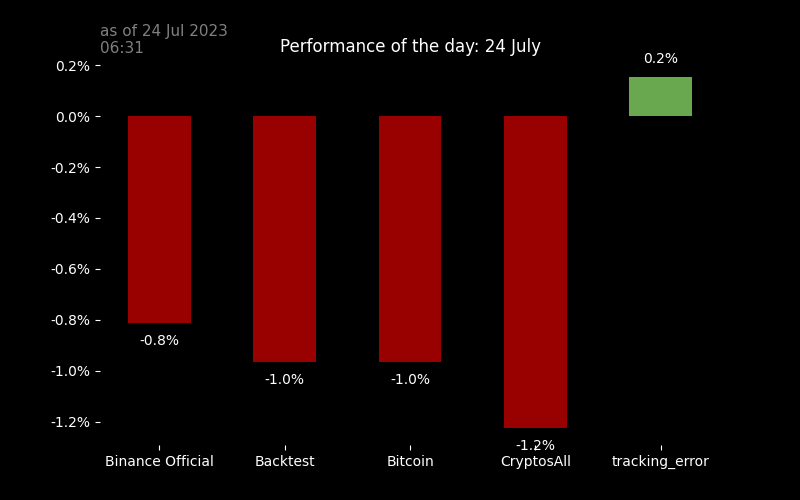 as of 24 Jul 2023
06:31
Performance of the day: 24 July
0.2%
0.2%
0.0%
-0.2%
-0.4%
-0.6%
-0.8%
-0.8%
-1.0%
-1.0%
-1.0%
-1.2%
-1.2%
Binance Official
Backtest
Bitcoin
CryptosAll
tracking_error